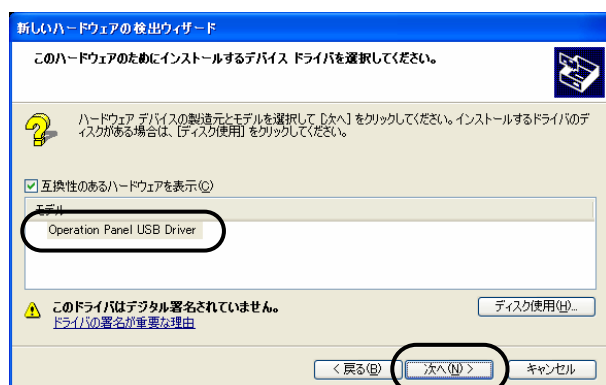 新しいハードウェアの検出ウィザード
このハードウェアのためにインストールするデバイス ドライバを選択してください。
ハードウェア デバイスの製造元とモデルを選択して [次へ] をクリックしてください。インストールするドライバのデ
ィスクがある場合は、[ディスク使用] をクリックしてください。
互換性のあるハードウェアを表示(C)
モデル
Operation Panel USB Driver
このドライバはデジタル署名されていません。
ドライバの署名が重要な理由
ディスク使用(H)...
< 戻る(B)
次へ(N) >
キャンセル